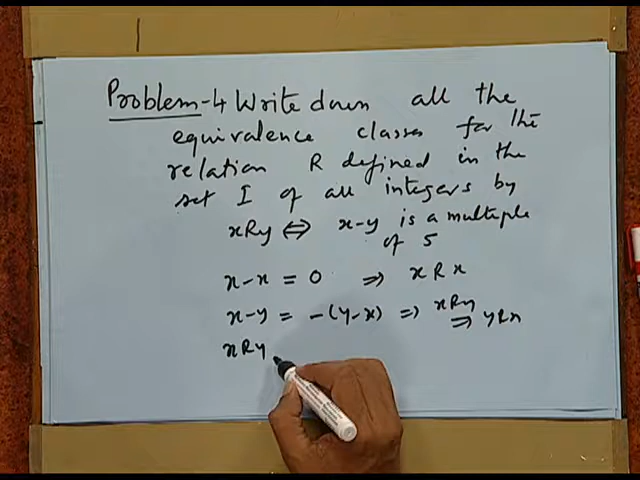 Problem-4 Write down all the
equivalence classes for the
relation R defined in the
set I of all integers by
xRy ⇔ x-y is a multiple
of 5
x-x = 0 ⇒ x R x
x-y = -(y-x) ⇒ xRy
⇒ yRx
xRy